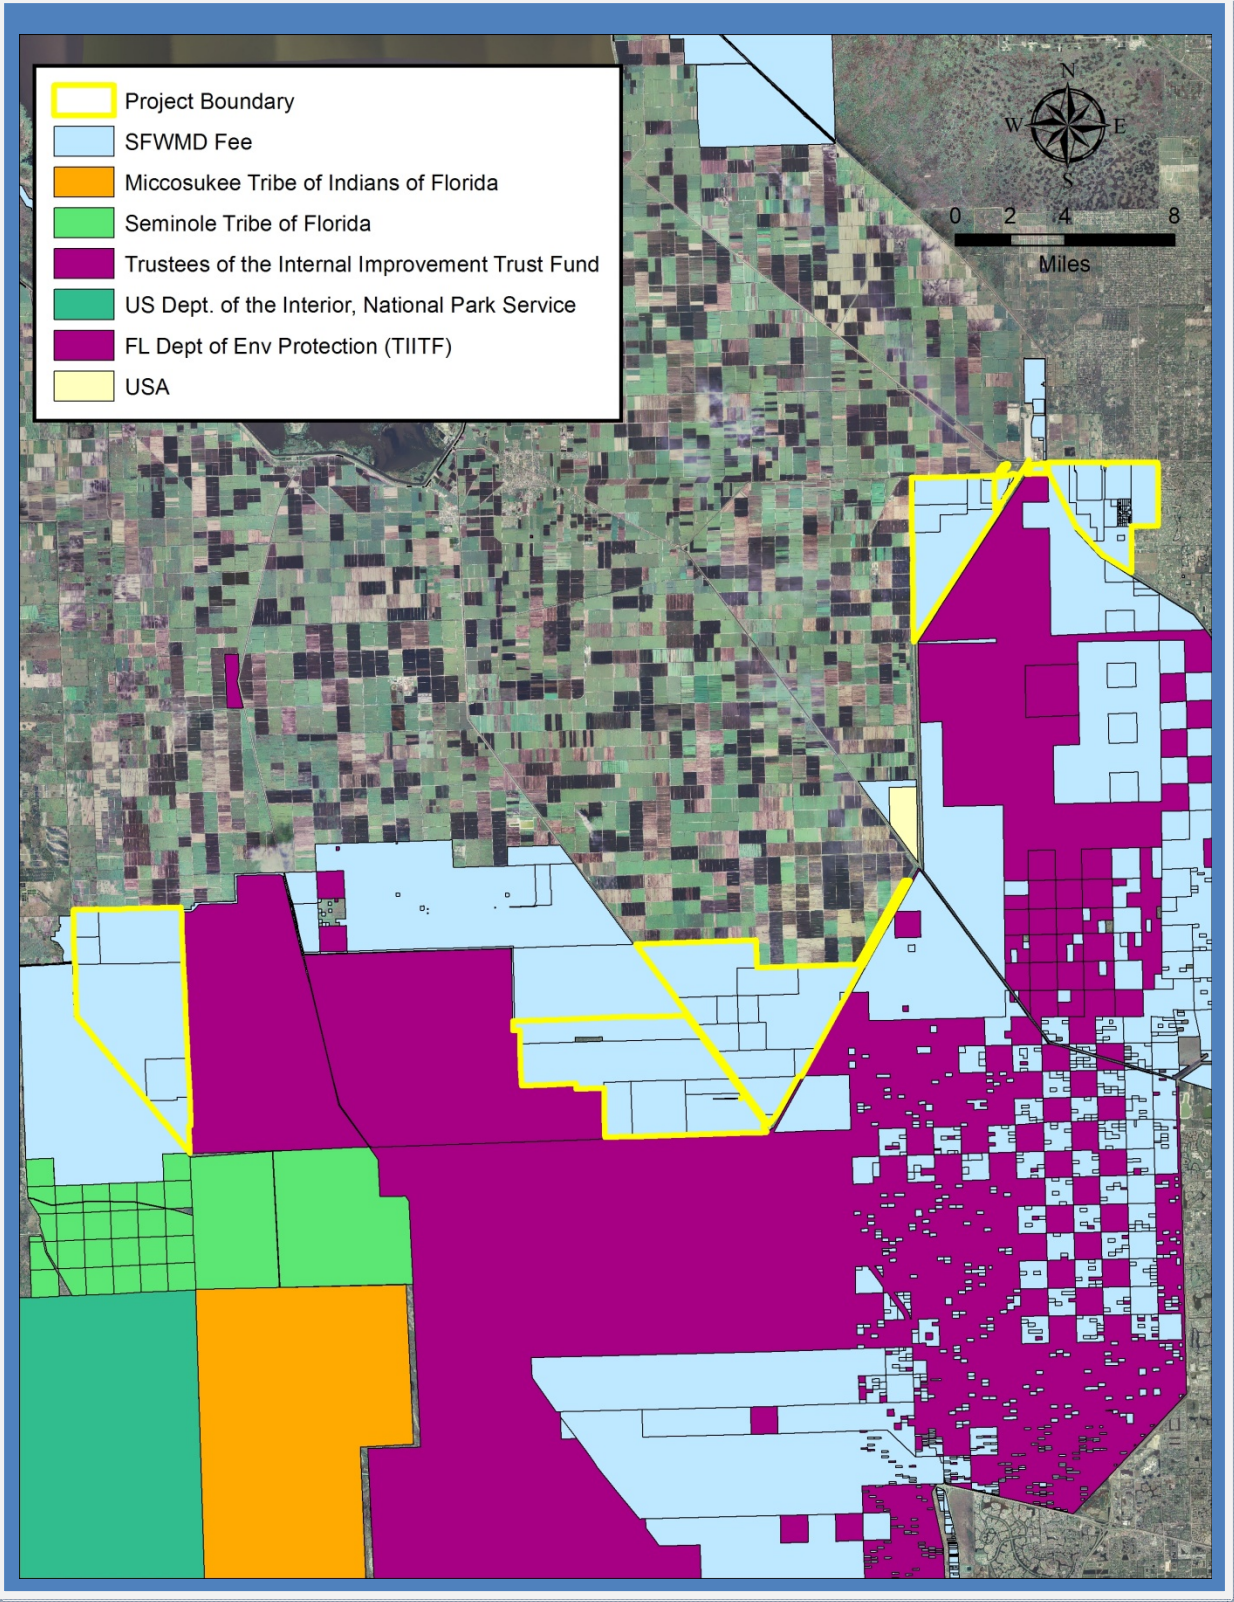 Project Boundary
SFWMD Fee
Miccosukee Tribe of Indians of Florida
Seminole Tribe of Florida
Trustees of the Internal Improvement Trust Fund
US Dept. of the Interior, National Park Service
FL Dept of Env Protection (TIITF)
USA
N
W E
S
0 2 4 8
Miles